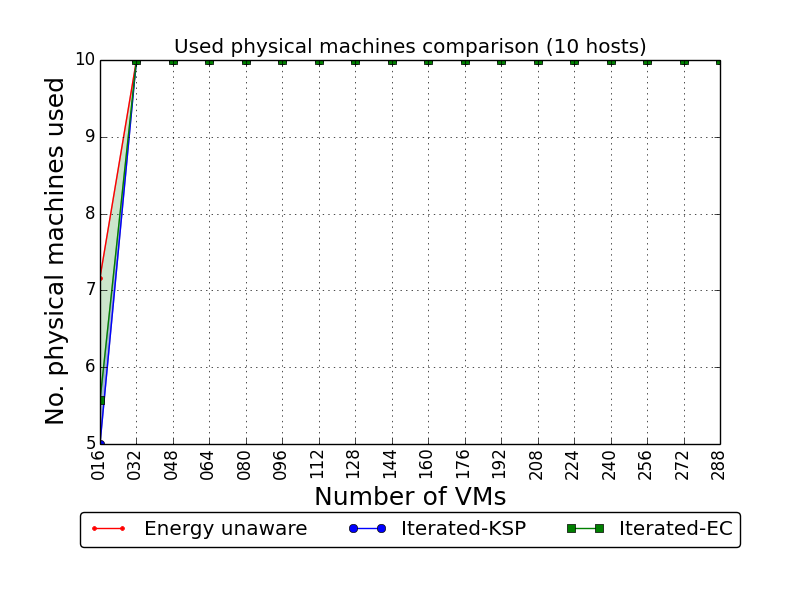 Used physical machines comparison (10 hosts)
No. physical machines used
10
9
8
7
6
5
016 032 048 064 080 096 112 128 144 160 176 192 208 224 240 256 272 288
Number of VMs
Energy unaware Iterated-KSP Iterated-EC